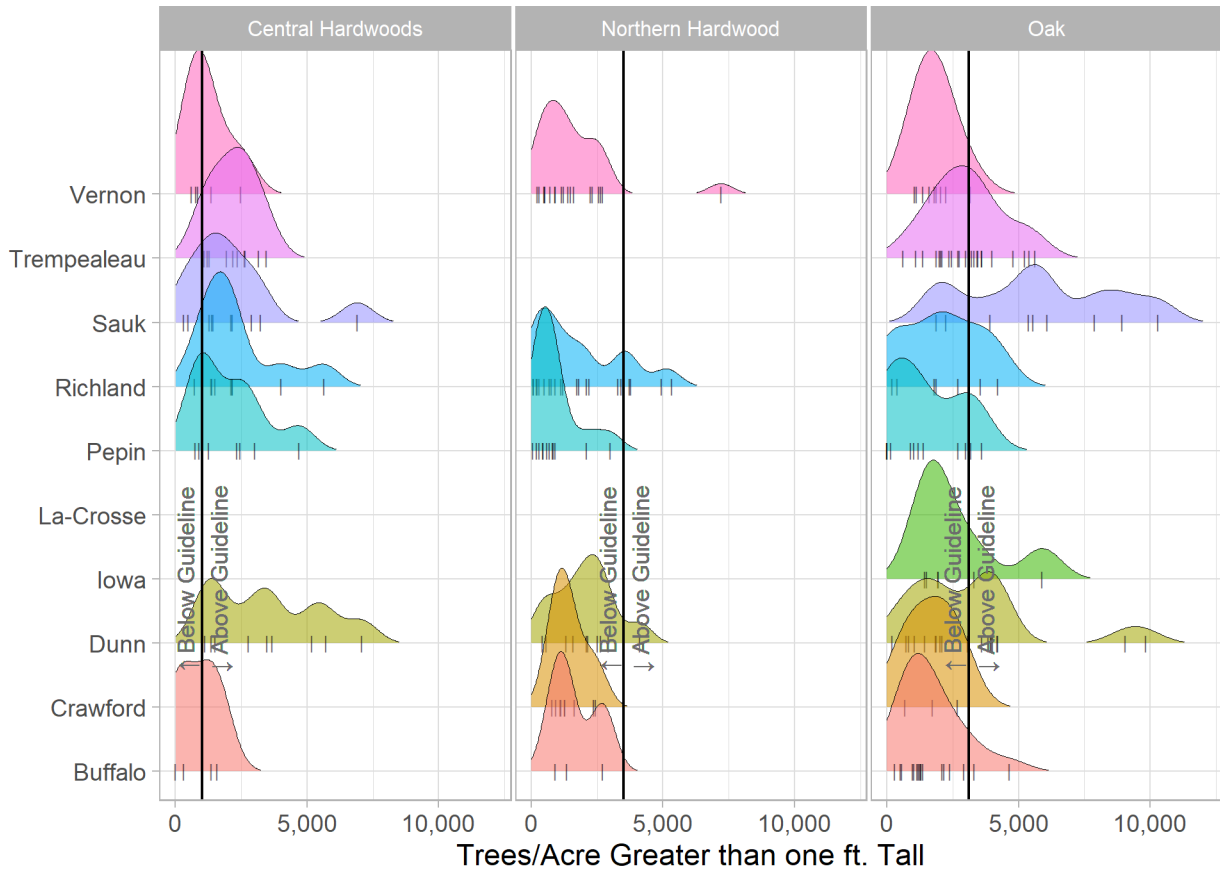 Central Hardwoods
Northern Hardwood
Oak
Vernon
Trempealeau
Sauk
Richland
Pepin
La-Crosse
Iowa
Dunn
Crawford
Buffalo
← Below Guideline
Above Guideline →
← Below Guideline
Above Guideline →
← Below Guideline
Above Guideline →
0
5,000
10,000
0
5,000
10,000
0
5,000
10,000
Trees/Acre Greater than one ft. Tall